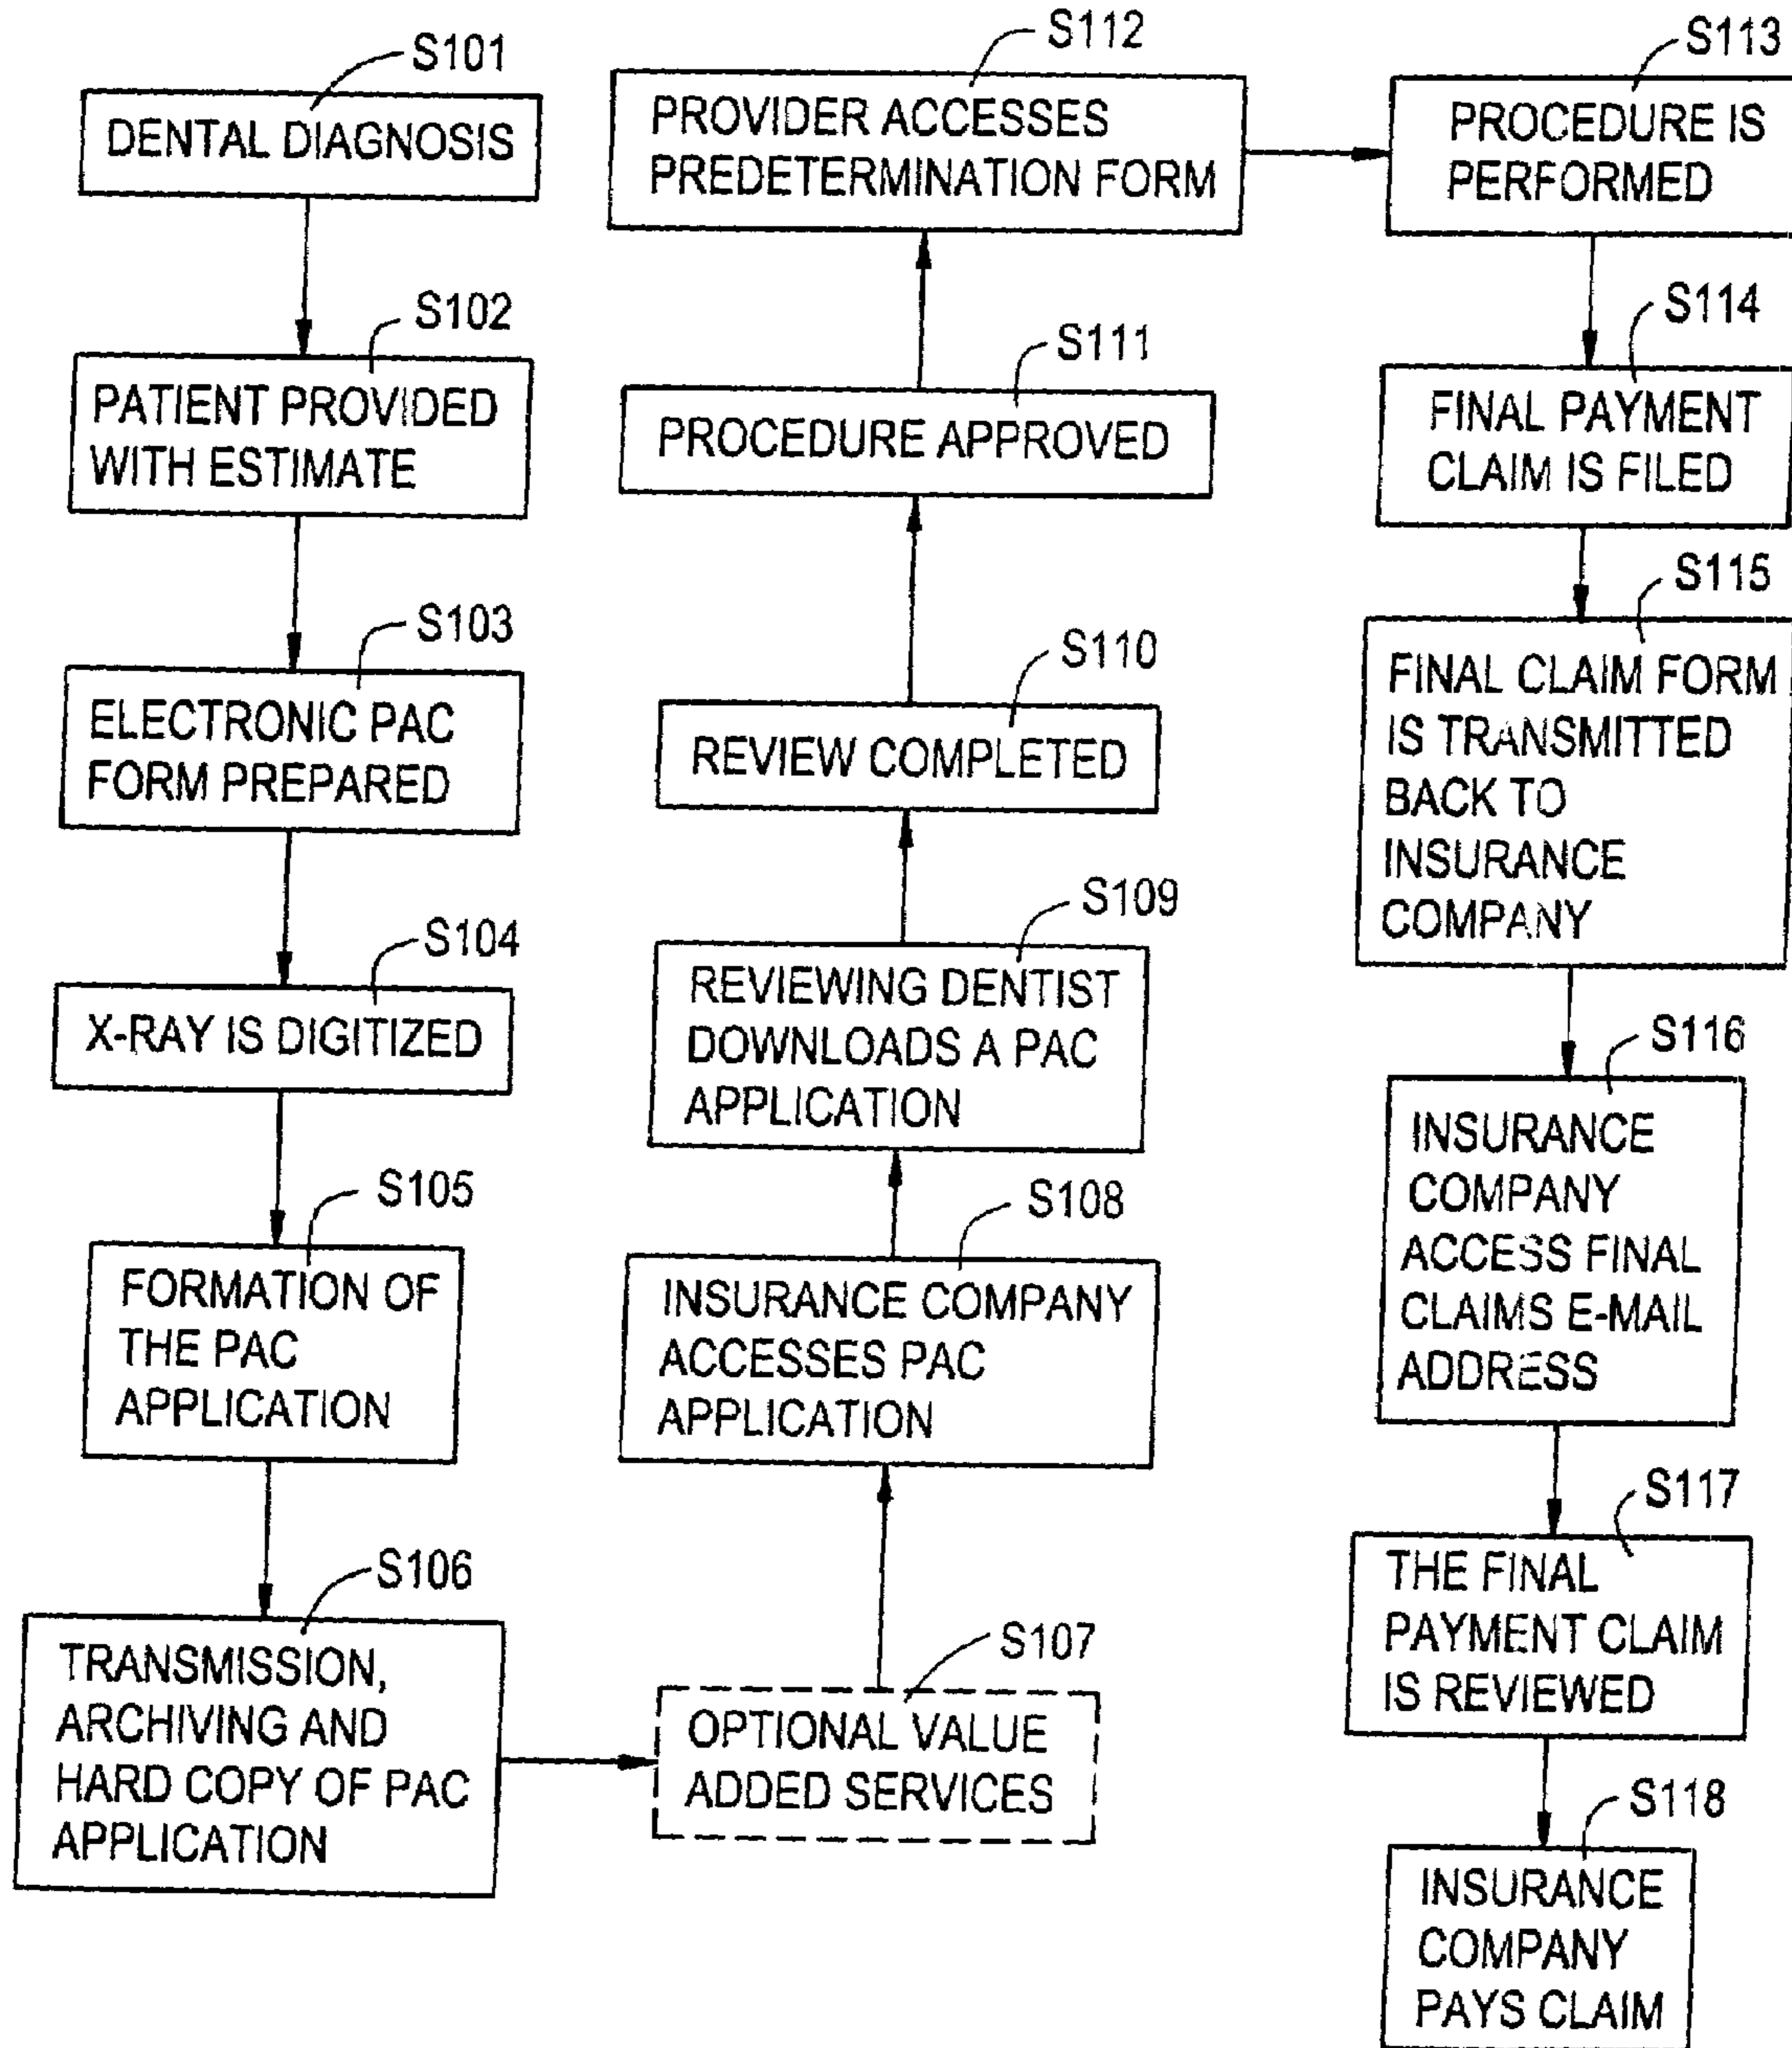 S101
DENTAL DIAGNOSIS
S102
PATIENT PROVIDED
WITH ESTIMATE
S103
ELECTRONIC PAC
FORM PREPARED
S104
X-RAY IS DIGITIZED
S105
FORMATION OF
THE PAC
APPLICATION
S106
TRANSMISSION,
ARCHIVING AND
HARD COPY OF PAC
APPLICATION
S107
OPTIONAL VALUE
ADDED SERVICES
S108
INSURANCE COMPANY
ACCESSES PAC
APPLICATION
S109
REVIEWING DENTIST
DOWNLOADS A PAC
APPLICATION
S110
REVIEW COMPLETED
S111
PROCEDURE APPROVED
S112
PROVIDER ACCESSES
PREDETERMINATION FORM
S113
PROCEDURE IS
PERFORMED
S114
FINAL PAYMENT
CLAIM IS FILED
S115
FINAL CLAIM FORM
IS TRANSMITTED
BACK TO
INSURANCE
COMPANY
S116
INSURANCE
COMPANY
ACCESS FINAL
CLAIMS E-MAIL
ADDRESS
S117
THE FINAL
PAYMENT CLAIM
IS REVIEWED
S118
INSURANCE
COMPANY
PAYS CLAIM